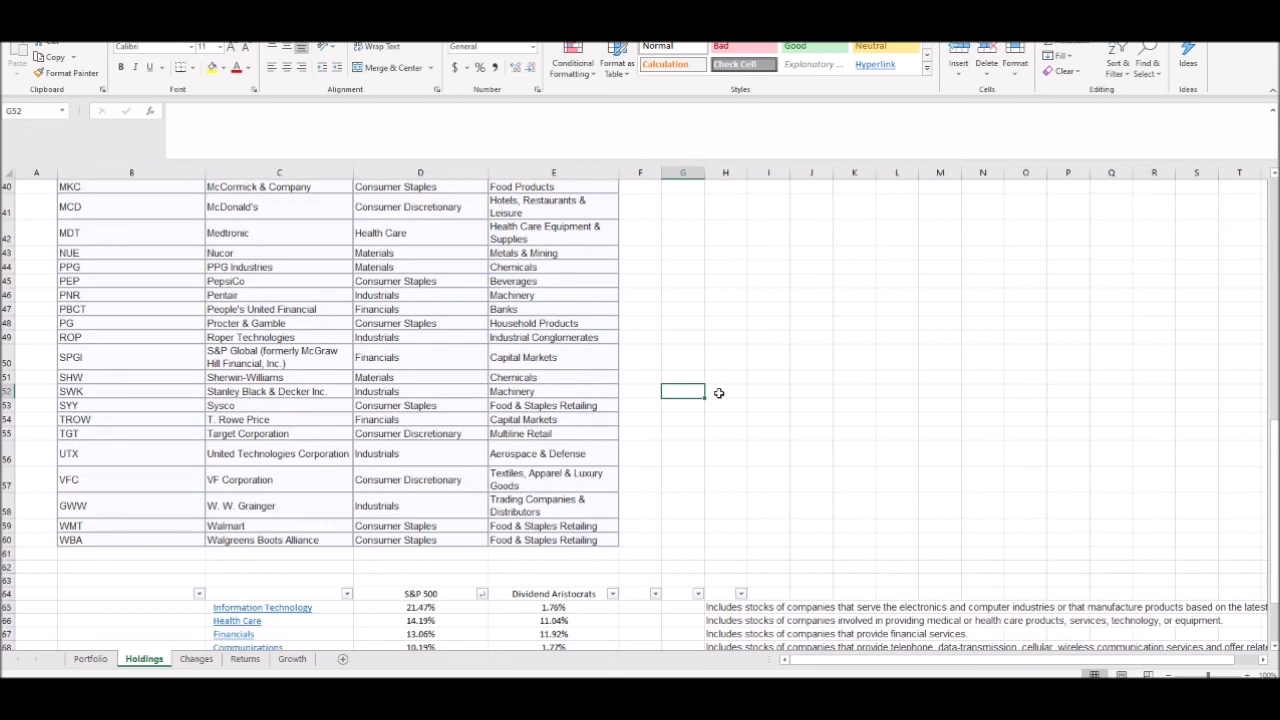 Calibri 11 Wrap Text General Normal Bad Good Neutral
Copy
Format Painter B I U Merge & Center $ % Conditional Formatting Format as Table Calculation Check Cell Explanatory ... Hyperlink Insert Delete Format Fill Clear Sort & Filter Find & Select Ideas
Clipboard Font Alignment Number Styles Cells Editing Ideas
G52 fx
A B C D E F G H I J K L M N O P Q R S T
40 MKC McCormick & Company Consumer Staples Food Products
41 MCD McDonald's Consumer Discretionary Hotels, Restaurants &
Leisure
42 MDT Medtronic Health Care Health Care Equipment &
Supplies
43 NUE Nucor Materials Metals & Mining
44 PPG PPG Industries Materials Chemicals
45 PEP PepsiCo Consumer Staples Beverages
46 PNR Pentair Industrials Machinery
47 PBCT People's United Financial Financials Banks
48 PG Procter & Gamble Consumer Staples Household Products
49 ROP Roper Technologies Industrials Industrial Conglomerates
50 SPGI S&P Global (formerly McGraw Financials Capital Markets
Hill Financial, Inc.)
51 SHW Sherwin-Williams Materials Chemicals
52 SWK Stanley Black & Decker Inc. Industrials Machinery
53 SYY Sysco Consumer Staples Food & Staples Retailing
54 TROW T. Rowe Price Financials Capital Markets
55 TGT Target Corporation Consumer Discretionary Multiline Retail
56 UTX United Technologies Corporation Industrials Aerospace & Defense
57 VFC VF Corporation Consumer Discretionary Textiles, Apparel & Luxury
Goods
58 GWW W. W. Grainger Industrials Trading Companies &
Distributors
59 WMT Walmart Consumer Staples Food & Staples Retailing
60 WBA Walgreens Boots Alliance Consumer Staples Food & Staples Retailing
61
62
63
64 S&P 500 Dividend Aristocrats
65 Information Technology 21.47% 1.76% Includes stocks of companies that serve the electronics and computer industries or that manufacture products based on the latest
66 Health Care 14.19% 11.04% Includes stocks of companies involved in providing medical or health care products, services, technology, or equipment.
67 Financials 13.06% 11.92% Includes stocks of companies that provide financial services.
68 Communications 10.19% 1.77% Includes stocks of companies that provide telephone, data-transmission, cellular, wireless communication services and offer relate
Portfolio Holdings Changes Returns Growth
100%